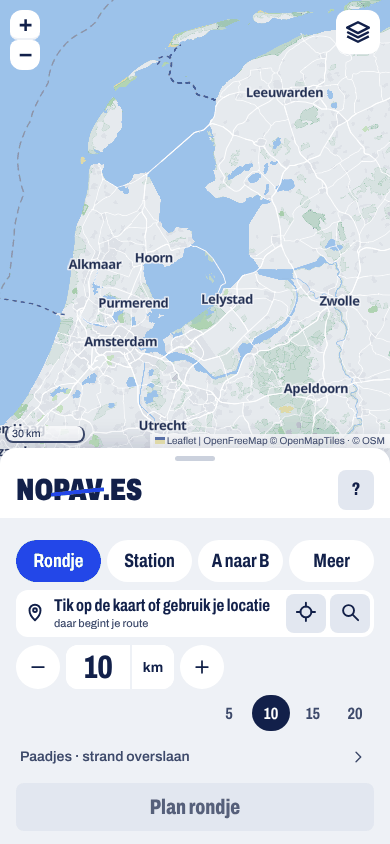 +
−
Leeuwarden
Alkmaar
Hoorn
Purmerend
Lelystad
Zwolle
Amsterdam
Apeldoorn
Utrecht
30 km
Leaflet | OpenFreeMap © OpenMapTiles · © OSM
NOPAV.ES
?
Rondje
Station
A naar B
Meer
Tik op de kaart of gebruik je locatie
daar begint je route
− 10 km +
5 10 15 20
Paadjes · strand overslaan
Plan rondje